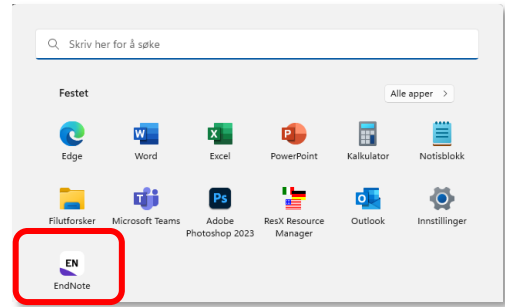 Skriv her for å søke
Festet
Alle apper >
Edge
Word
Excel
PowerPoint
Kalkulator
Notisblokk
Ps
Filutforsker
Microsoft Teams
Adobe
Photoshop 2023
ResX Resource
Manager
Outlook
Innstillinger
EN
EndNote